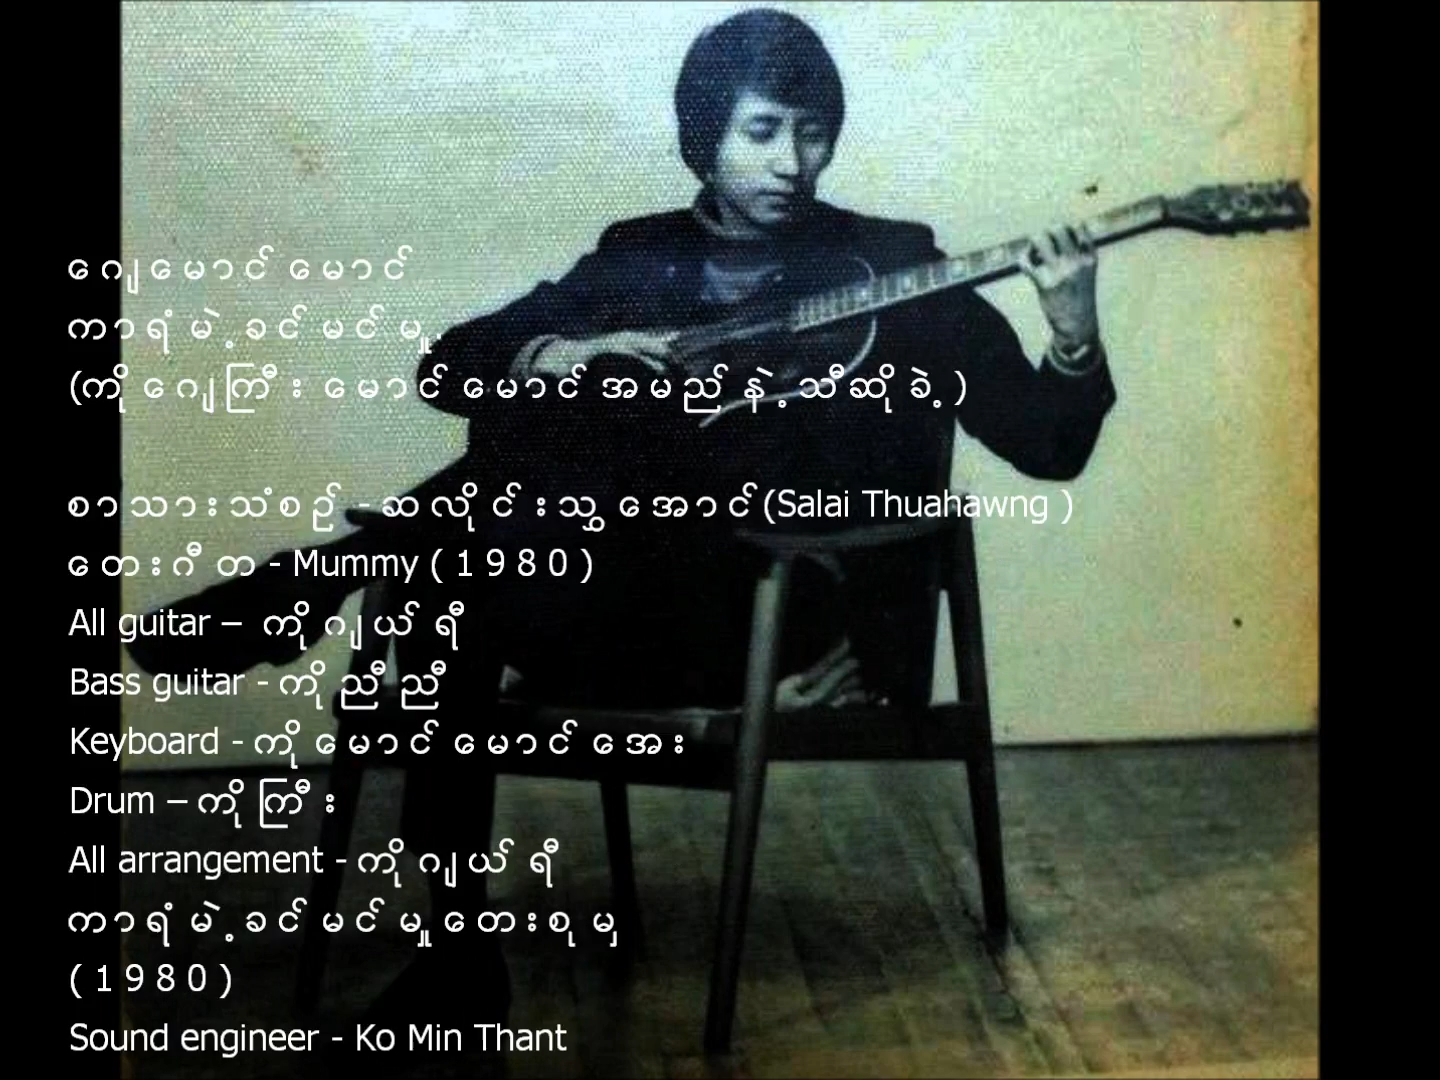 ဂျေမောင်မောင်
ကာရံမဲ့ခင်မင်မှု
(ကိုဂျေကြီး မောင်မောင် အမည်နဲ့သီဆိုခဲ့)
စာသားသံစဉ် - ဆလိုင်းသွှအောင်(Salai Thuahawng )
တေးဂီတ - Mummy ( 1 9 8 0 )
All guitar – ကိုဂျယ်ရီ
Bass guitar - ကိုညီညီ
Keyboard - ကိုမောင်မောင်အေး
Drum – ကိုကြီး
All arrangement - ကိုဂျယ်ရီ
ကာရံမဲ့ခင်မင်မှုတေးစုမှ
( 1 9 8 0 )
Sound engineer - Ko Min Thant